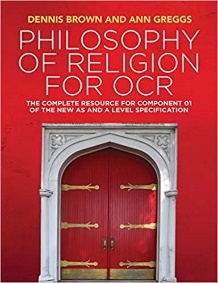 DENNIS BROWN AND ANN GREGGS
PHILOSOPHY
OF RELIGION
FOR OCR
THE COMPLETE RESOURCE FOR COMPONENT 01
OF THE NEW AS AND A LEVEL SPECIFICATION